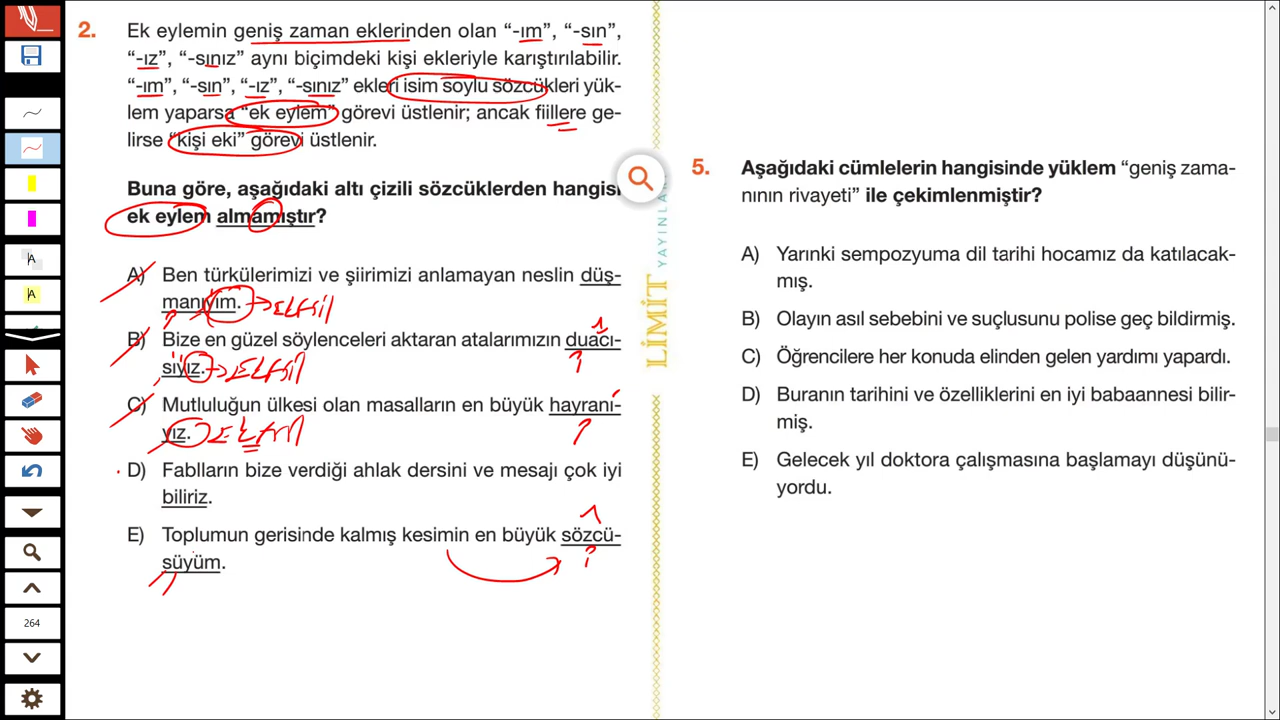 2. Ek eylemin geniş zaman eklerinden olan “-ım”, “-sın”,
“-ız”, “-sınız” aynı biçimdeki kişi ekleriyle karıştırılabilir.
“-ım”, “-sın”, “-ız”, “-sınız” ekleri isim soylu sözcükleri yük-
lem yaparsa “ek eylem” görevi üstlenir; ancak fiillere ge-
lirse “kişi eki” görevi üstlenir.
Buna göre, aşağıdaki altı çizili sözcüklerden hangisi
ek eylem almamıştır?
A) Ben türkülerimizi ve şiirimizi anlamayan neslin düş-
manıyım.
B) Bize en güzel söylenceleri aktaran atalarımızın duacı-
sıyız.
C) Mutluluğun ülkesi olan masalların en büyük hayranı-
yız.
D) Fablların bize verdiği ahlak dersini ve mesajı çok iyi
biliriz.
E) Toplumun gerisinde kalmış kesimin en büyük sözcü-
süyüm.
LİMİT YAYINLAR
5. Aşağıdaki cümlelerin hangisinde yüklem “geniş zama-
nının rivayeti” ile çekimlenmiştir?
A) Yarınki sempozyuma dil tarihi hocamız da katılacak-
mış.
B) Olayın asıl sebebini ve suçlusunu polise geç bildirmiş.
C) Öğrencilere her konuda elinden gelen yardımı yapardı.
D) Buranın tarihini ve özelliklerini en iyi babaannesi bilir-
miş.
E) Gelecek yıl doktora çalışmasına başlamayı düşünü-
yordu.
A
A
264